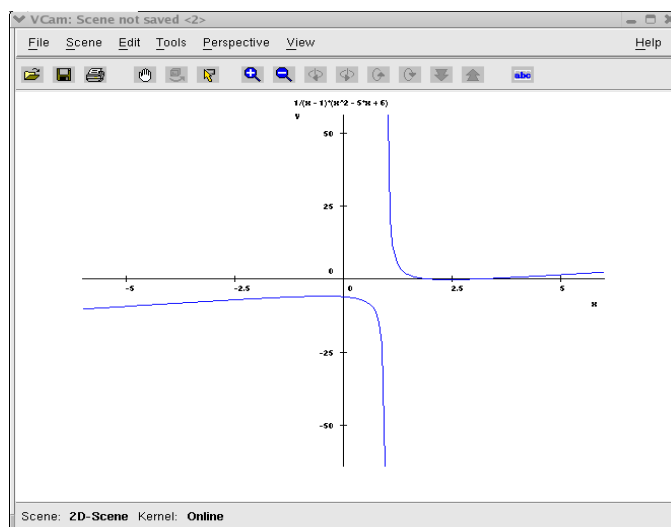 VCam: Scene not saved <2>
File Scene Edit Tools Perspective View Help
abc
1/(x - 1)*(x^2 - 5*x + 6)
y
50
25
0
-5 -2.5 0 2.5 5
x
-25
-50
Scene: 2D-Scene Kernel: Online